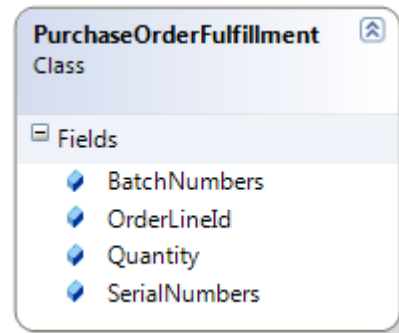 PurchaseOrderFulfillment
Class
Fields
BatchNumbers
OrderLineId
Quantity
SerialNumbers